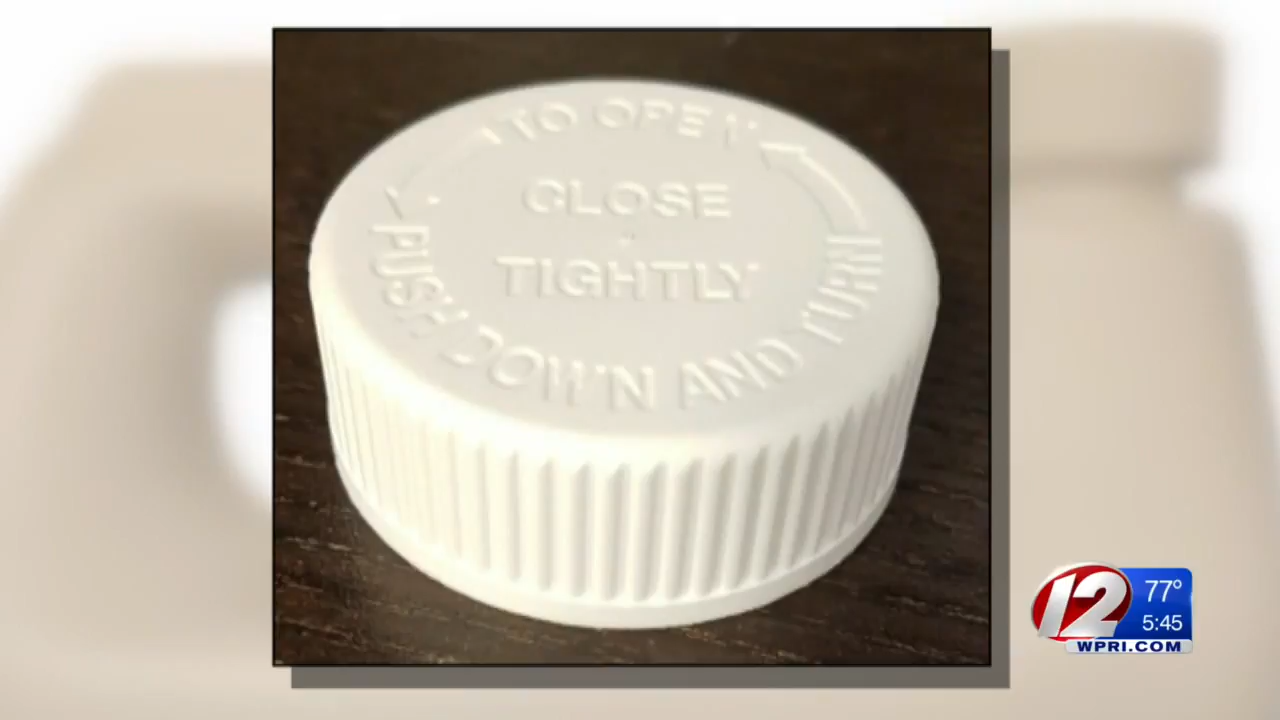 TO OPEN
CLOSE
TIGHTLY
PUSH DOWN AND TURN
12
77°
5:45
WPRI.COM